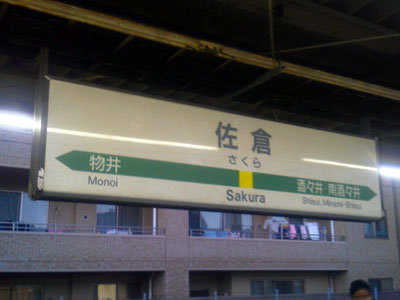 佐倉
さくら
物井
Monoi
Sakura
酒々井・南酒々井
Shisui, Minami-Shisui